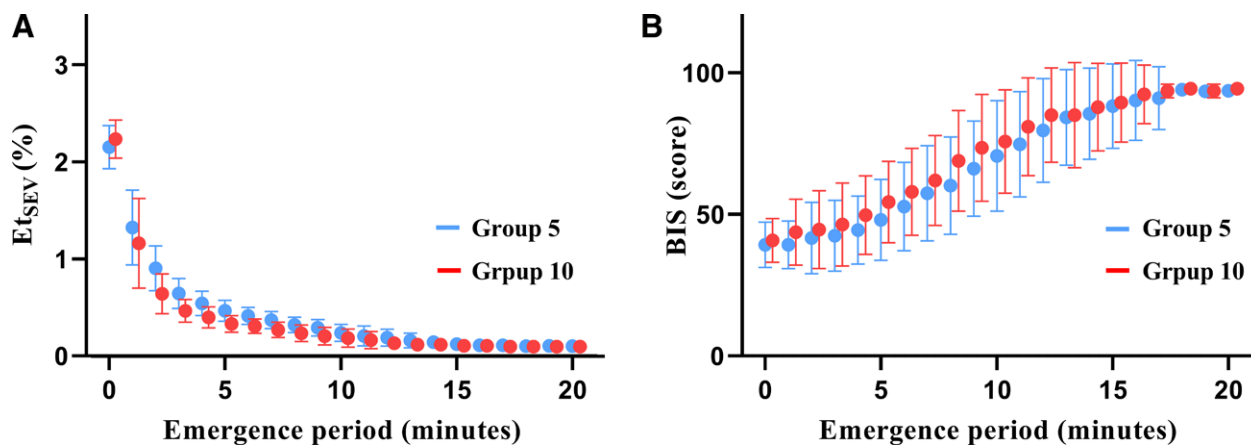 A
3
2
1
0
EtSEV (%)
Group 5
Grpup 10
0 5 10 15 20
Emergence period (minutes)
B
100
50
0
BIS (score)
Group 5
Grpup 10
0 5 10 15 20
Emergence period (minutes)